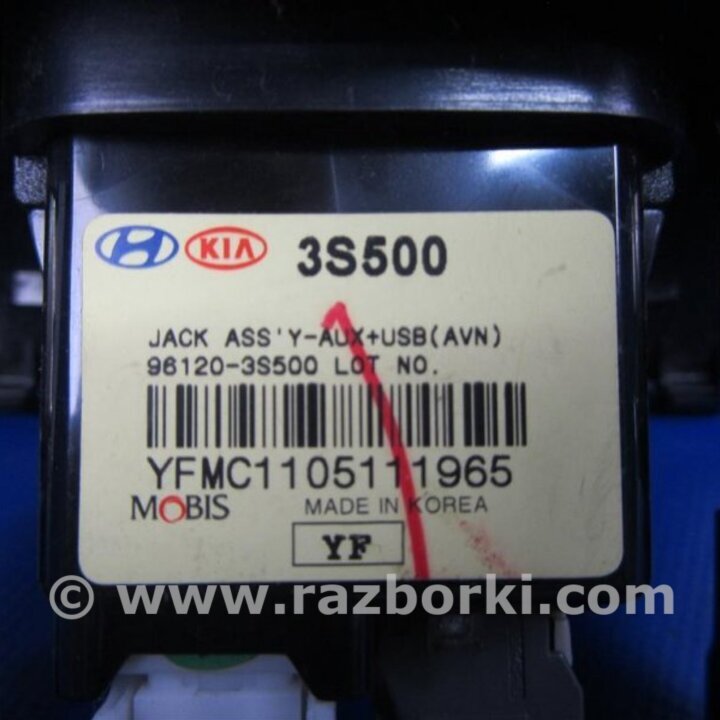 KIA 3S500
JACK ASS'Y-AUX+USB(AVN)
96120-3S500 LOT NO.
YFMC1105111965
MOBIS MADE IN KOREA
YF
© www.razborki.com